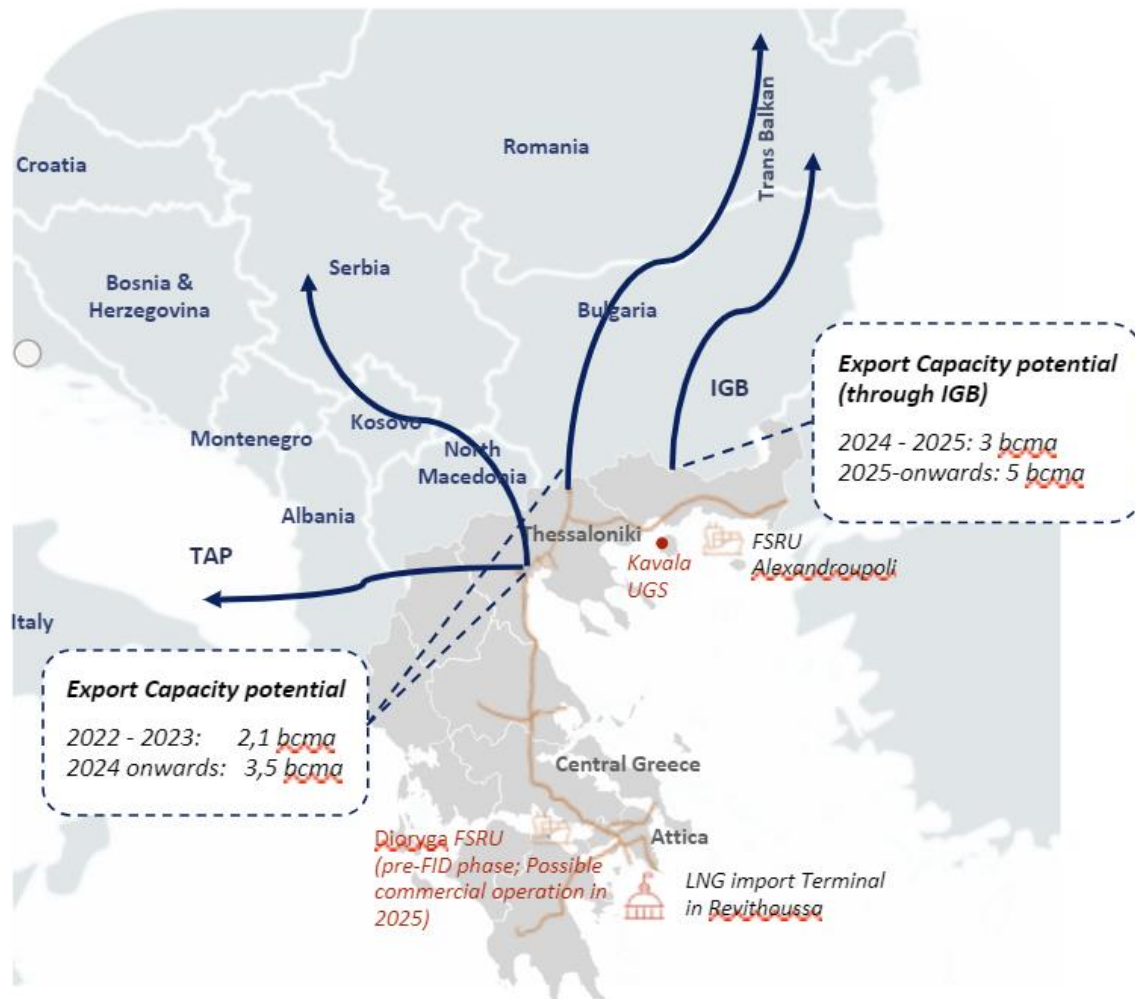 Croatia
Romania
Trans Balkan
Bosnia &
Herzegovina
Serbia
Bulgaria
IGB
Export Capacity potential
(through IGB)
2024 - 2025: 3 bcma
2025-onwards: 5 bcma
Montenegro
Kosovo
North
Macedonia
Albania
TAP
Thessaloniki
Kavala
UGS
FSRU
Alexandroupoli
Italy
Export Capacity potential
2022 - 2023: 2,1 bcma
2024 onwards: 3,5 bcma
Central Greece
Attica
Dioryga FSRU
(pre-FID phase; Possible
commercial operation in
2025)
LNG import Terminal
in Revithoussa